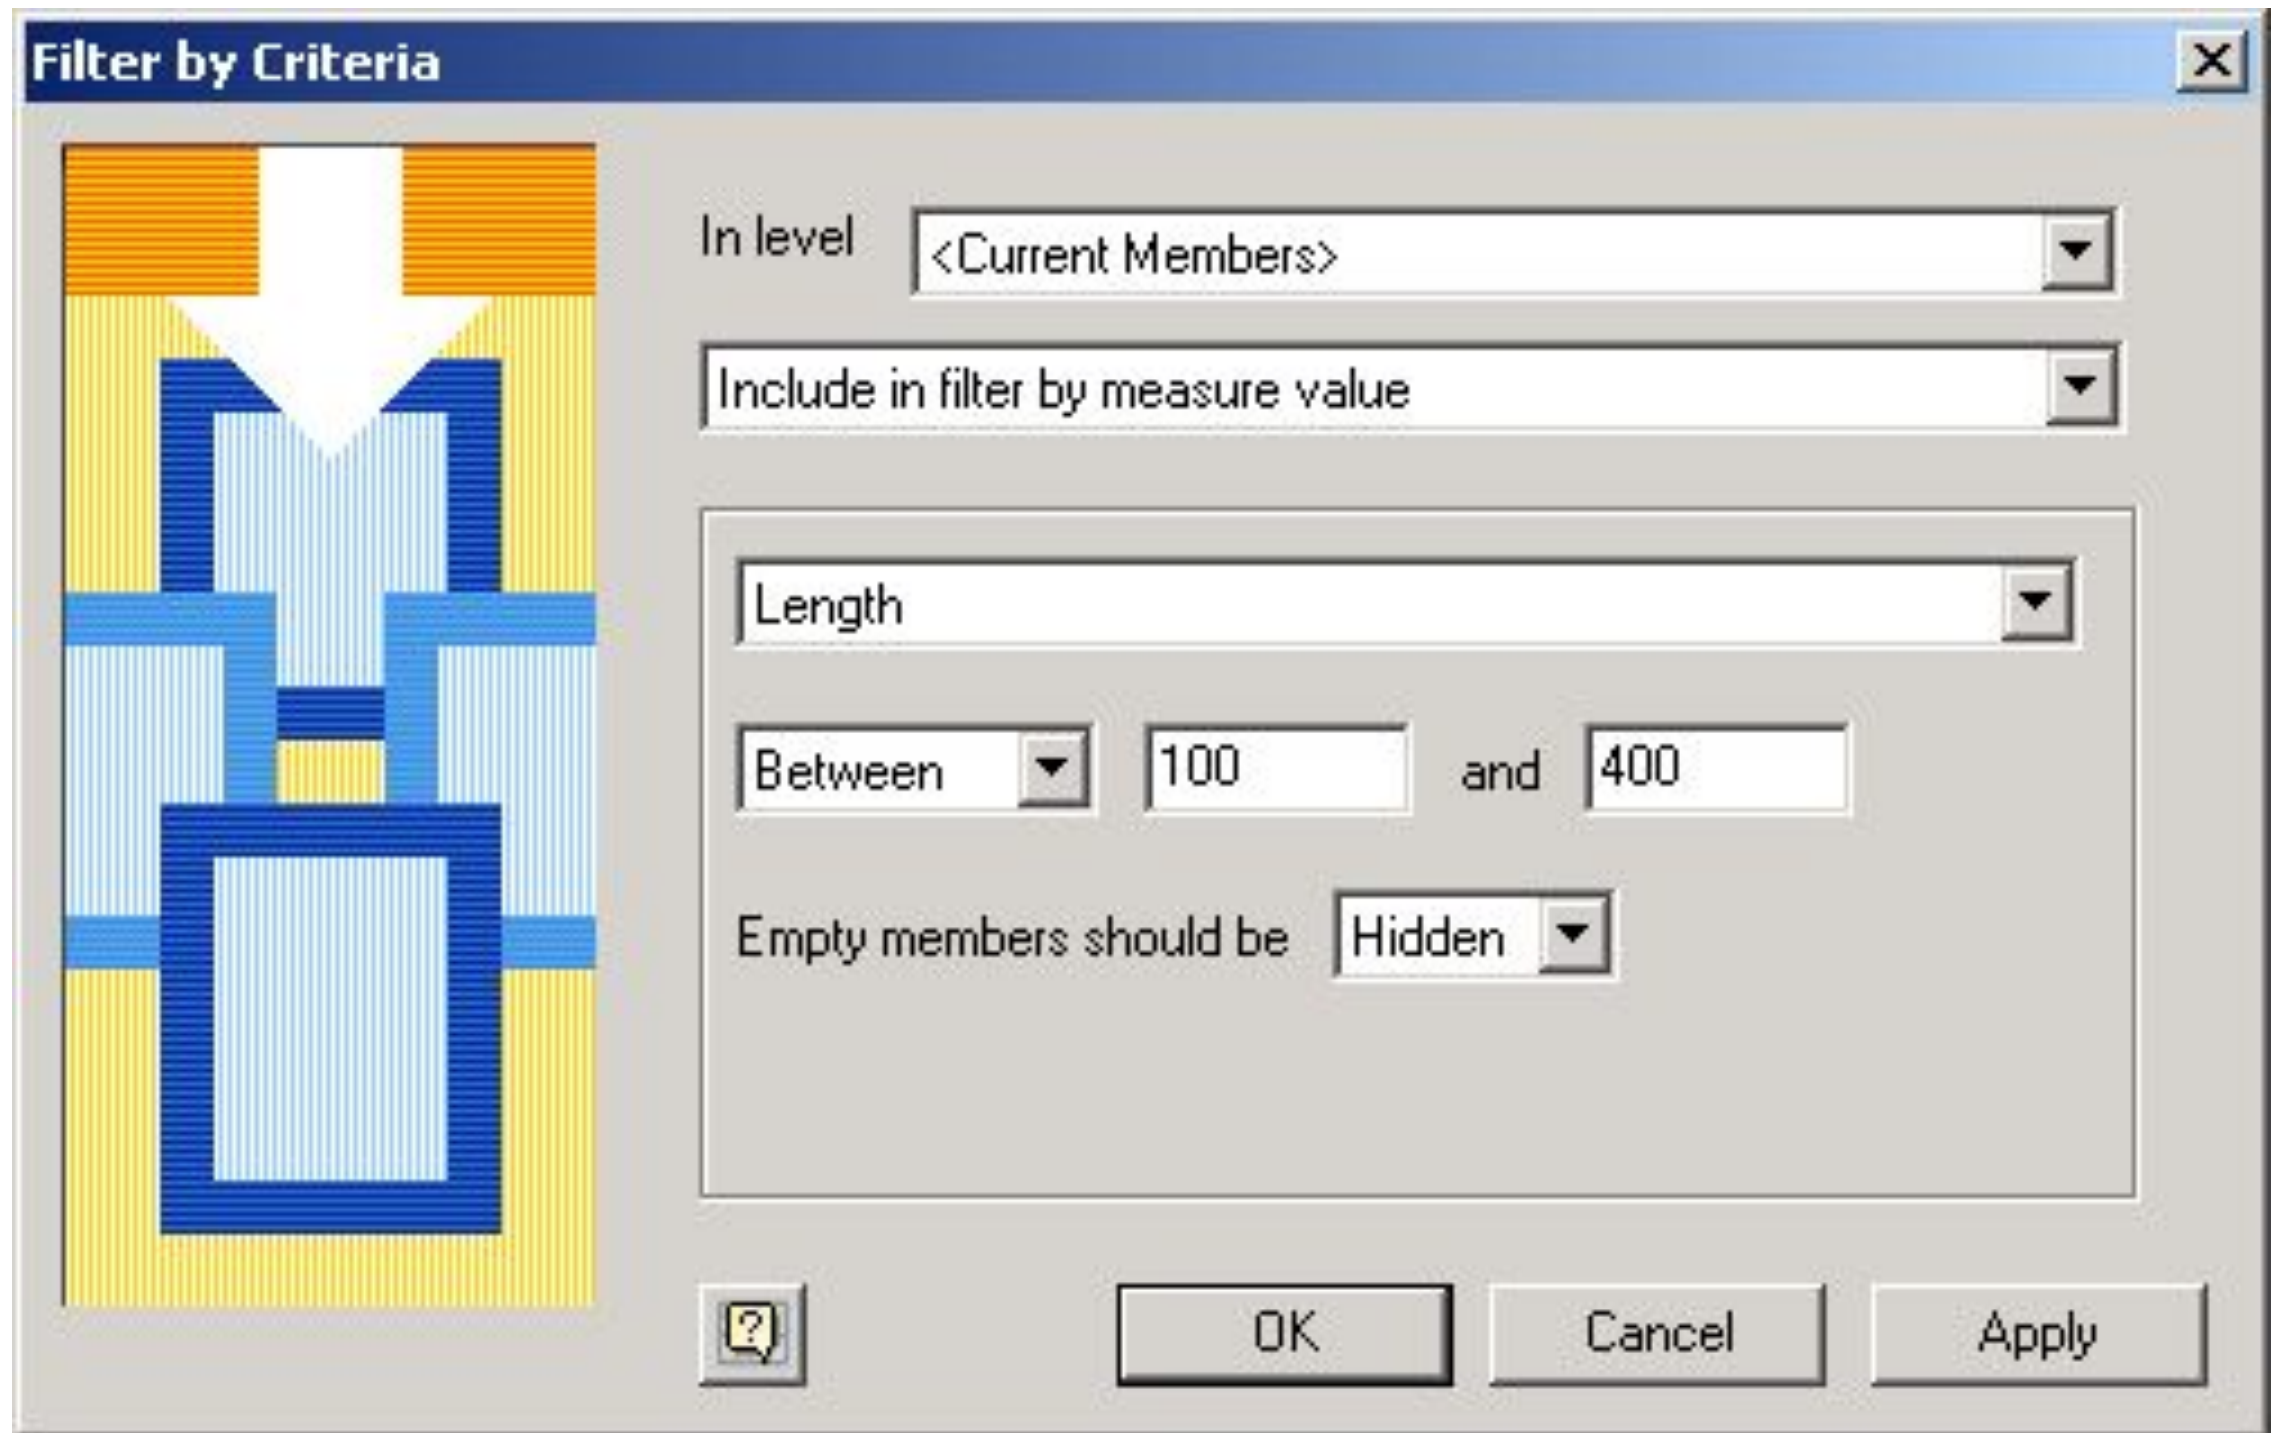 Filter by Criteria
In level <Current Members>
Include in filter by measure value
Length
Between 100 and 400
Empty members should be Hidden
? OK Cancel Apply